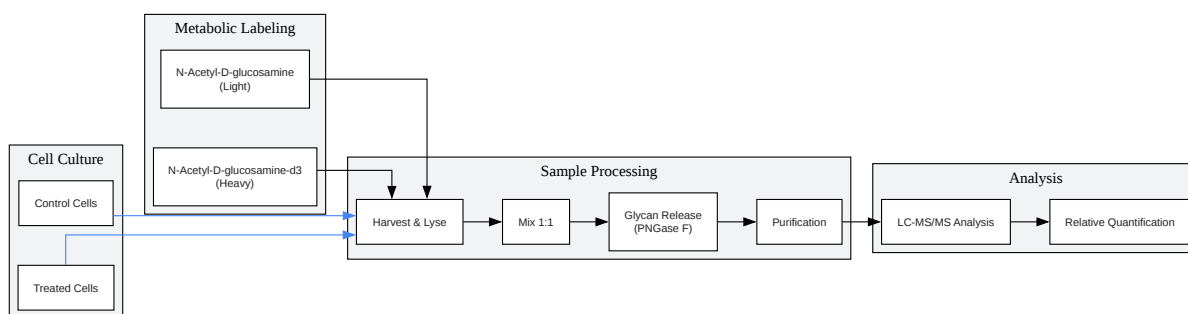 Metabolic Labeling
N-Acetyl-D-glucosamine
(Light)
N-Acetyl-D-glucosamine-d3
(Heavy)
Cell Culture
Control Cells
Treated Cells
Sample Processing
Harvest & Lyse
Mix 1:1
Glycan Release
(PNGase F)
Purification
Analysis
LC-MS/MS Analysis
Relative Quantification